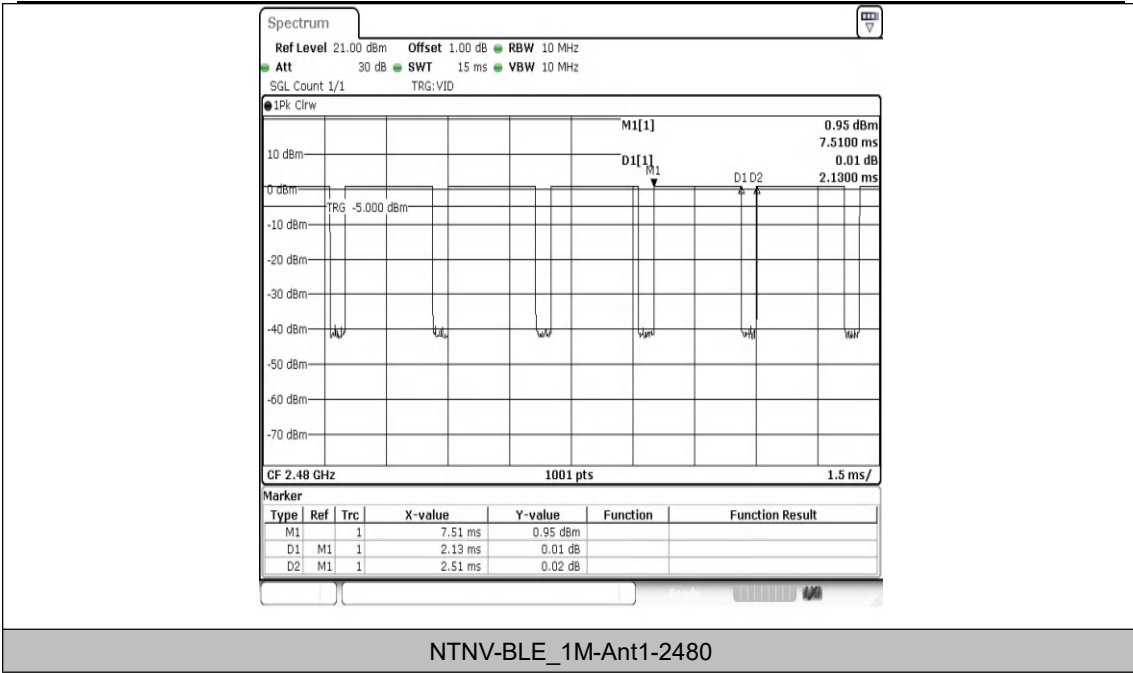 Spectrum
Ref Level 21.00 dBm Offset 1.00 dB RBW 10 MHz
Att 30 dB SWT 15 ms VBW 10 MHz
SGL Count 1/1 TRG:VID
1Pk Clrw
M1[1] 0.95 dBm
7.5100 ms
10 dBm
D1[1] 0.01 dB
M1 D1 D2 2.1300 ms
0 dBm
TRG -5.000 dBm
-10 dBm
-20 dBm
-30 dBm
-40 dBm
-50 dBm
-60 dBm
-70 dBm
CF 2.48 GHz 1001 pts 1.5 ms/
Marker
Type Ref Trc X-value Y-value Function Function Result
M1 1 7.51 ms 0.95 dBm
D1 M1 1 2.13 ms 0.01 dB
D2 M1 1 2.51 ms 0.02 dB
NTNV-BLE_1M-Ant1-2480